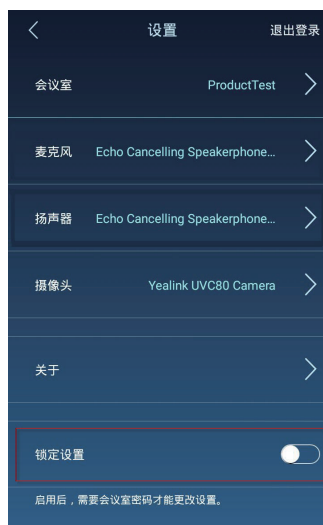 设置 退出登录
会议室 ProductTest
麦克风 Echo Cancelling Speakerphone...
扬声器 Echo Cancelling Speakerphone...
摄像头 Yealink UVC80 Camera
关于
锁定设置
启用后，需要会议室密码才能更改设置。